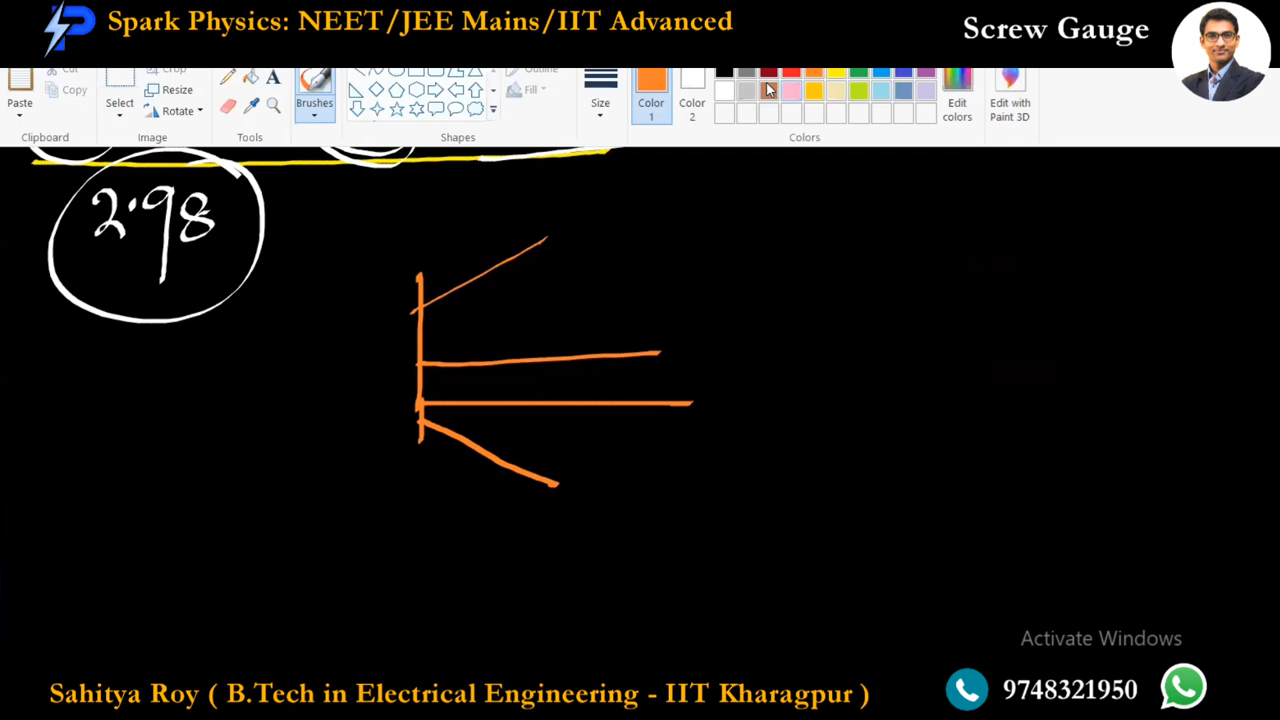 Spark Physics: NEET/JEE Mains/IIT Advanced
Screw Gauge
Cut
Crop
Outline
Copy
Resize
Fill
Paste
Select
Rotate
Brushes
Size
Color 1
Color 2
Edit colors
Edit with Paint 3D
Clipboard
Image
Tools
Shapes
Colors
2.98
Activate Windows
Sahitya Roy ( B.Tech in Electrical Engineering - IIT Kharagpur )
9748321950